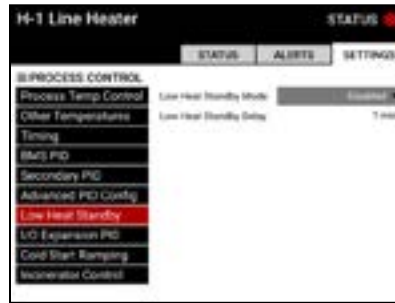 H-1 Line Heater
STATUS
STATUS ALERTS SETTINGS
PROCESS CONTROL
Process Temp Control
Low Heat Standby Mode
Other Temperatures
Low Heat Standby Delay
Timing
BMS PID
Secondary PID
Advanced PID Config
Low Heat Standby
I/O Expansion PID
Cold Start Ramping
Incinerator Control